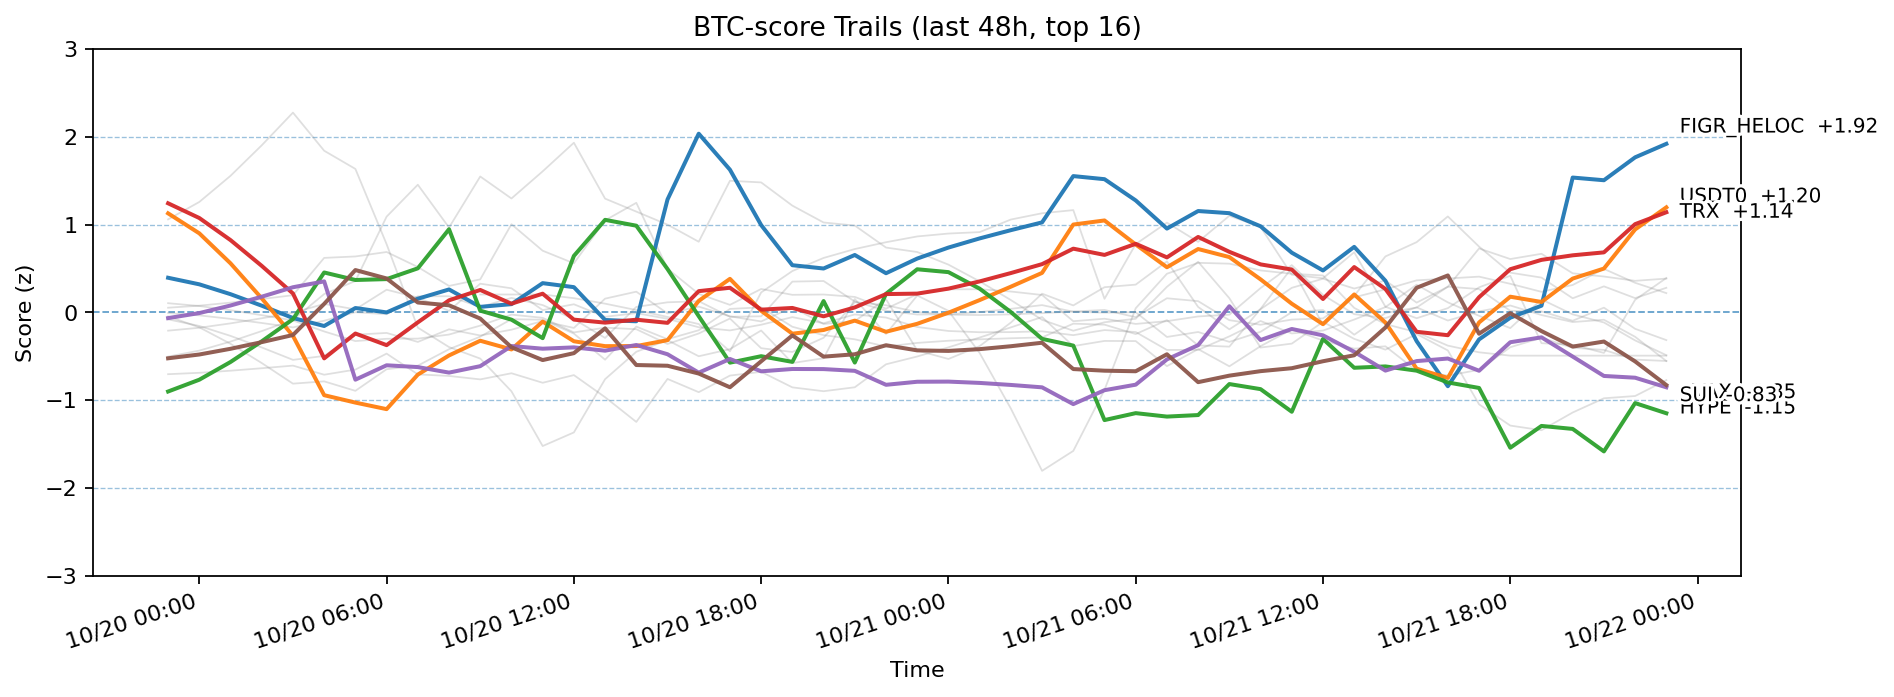 BTC-score Trails (last 48h, top 16)
Score (z)
3
2
1
0
−1
−2
−3
FIGR_HELOC +1.92
USDT0 +1.20
TRX +1.14
SUI -0.83
HYPE -1.15
10/20 00:00
10/20 06:00
10/20 12:00
10/20 18:00
10/21 00:00
10/21 06:00
10/21 12:00
10/21 18:00
10/22 00:00
Time